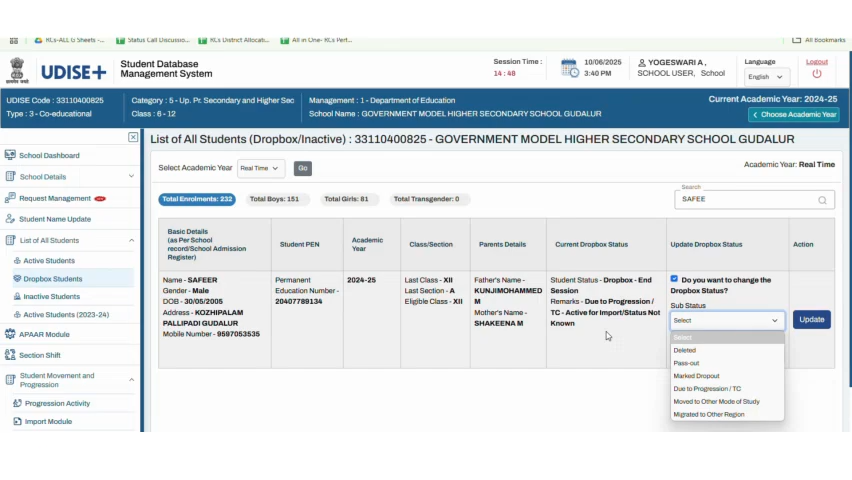 KCs-ALL G Sheets -...
Status Call Discussio...
KCs District Allocati...
All in One- KCs Perf...
All Bookmarks
UDISE+
Student Database
Management System
Session Time :
14 : 48
10/06/2025
3:40 PM
YOGESWARI A ,
SCHOOL USER, School
Language
English
Logout
UDISE Code : 33110400825
Type : 3 - Co-educational
Category : 5 - Up. Pr. Secondary and Higher Sec
Class : 6 - 12
Management : 1 - Department of Education
School Name : GOVERNMENT MODEL HIGHER SECONDARY SCHOOL GUDALUR
Current Academic Year: 2024-25
Choose Academic Year
School Dashboard
School Details
Request Management
Student Name Update
List of All Students
Active Students
Dropbox Students
Inactive Students
Active Students (2023-24)
APAAR Module
Section Shift
Student Movement and
Progression
Progression Activity
Import Module
List of All Students (Dropbox/Inactive) : 33110400825 - GOVERNMENT MODEL HIGHER SECONDARY SCHOOL GUDALUR
Select Academic Year
Real Time
Go
Academic Year: Real Time
Total Enrolments: 232
Total Boys: 151
Total Girls: 81
Total Transgender: 0
Search
SAFEE
Basic Details
(as Per School
record/School Admission
Register)
Student PEN
Academic
Year
Class/Section
Parents Details
Current Dropbox Status
Update Dropbox Status
Action
Name - SAFEER
Gender - Male
DOB - 30/05/2005
Address - KOZHIPALAM
PALLIPADI GUDALUR
Mobile Number - 9597053535
Permanent
Education Number -
20407789134
2024-25
Last Class - XII
Last Section - A
Eligible Class - XII
Father's Name -
KUNJIMOHAMMED
M
Mother's Name -
SHAKEENA M
Student Status - Dropbox - End
Session
Remarks - Due to Progression /
TC - Active for Import/Status Not
Known
Do you want to change the
Dropbox Status?
Sub Status
Select
Update
Select
Deleted
Pass-out
Marked Dropout
Due to Progression / TC
Moved to Other Mode of Study
Migrated to Other Region